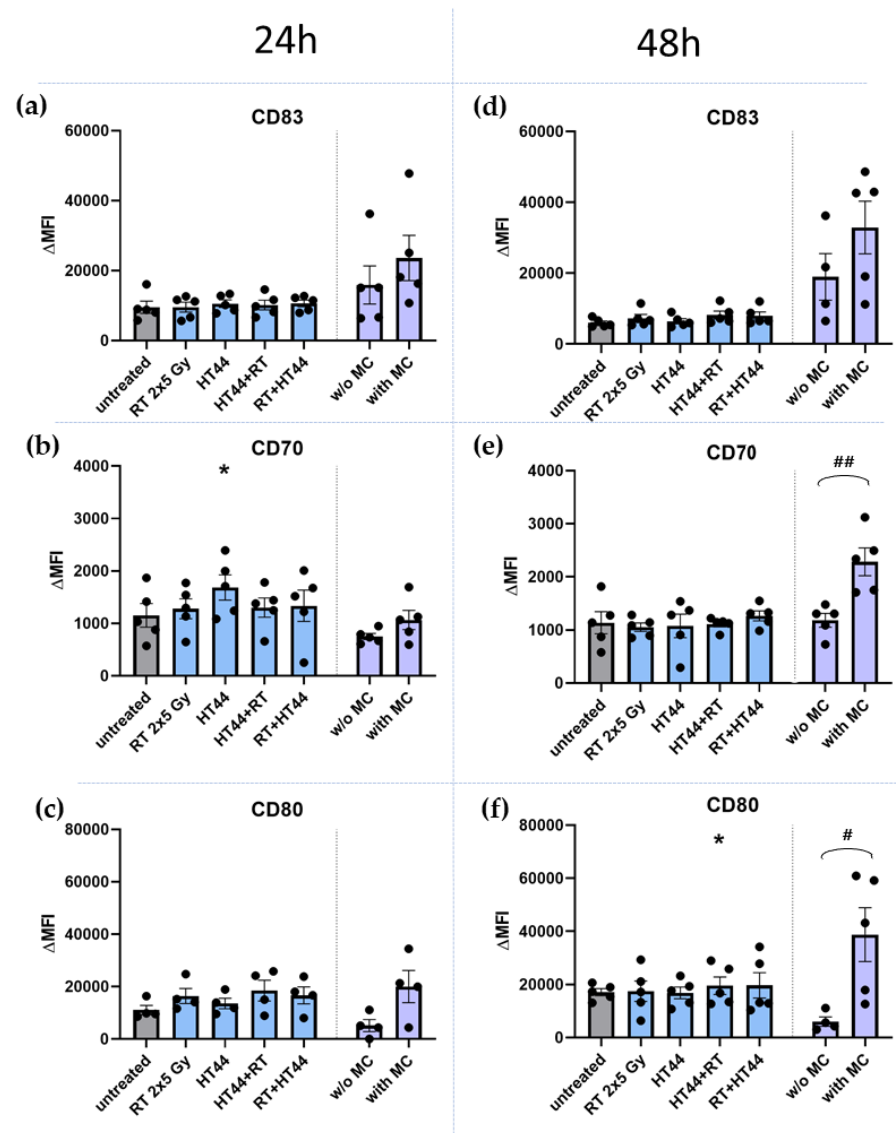 24h
48h
(a)
CD83
60000
40000
20000
0
ΔMFI
untreated
RT 2x5 Gy
HT44
HT44+RT
RT+HT44
w/o MC
with MC
(d)
CD83
60000
40000
20000
0
ΔMFI
untreated
RT 2x5 Gy
HT44
HT44+RT
RT+HT44
w/o MC
with MC
(b)
CD70
4000
3000
2000
1000
0
ΔMFI
*
untreated
RT 2x5 Gy
HT44
HT44+RT
RT+HT44
w/o MC
with MC
(e)
CD70
4000
3000
2000
1000
0
ΔMFI
##
untreated
RT 2x5 Gy
HT44
HT44+RT
RT+HT44
w/o MC
with MC
(c)
CD80
80000
60000
40000
20000
0
ΔMFI
untreated
RT 2x5 Gy
HT44
HT44+RT
RT+HT44
w/o MC
with MC
(f)
CD80
80000
60000
40000
20000
0
ΔMFI
*
#
untreated
RT 2x5 Gy
HT44
HT44+RT
RT+HT44
w/o MC
with MC